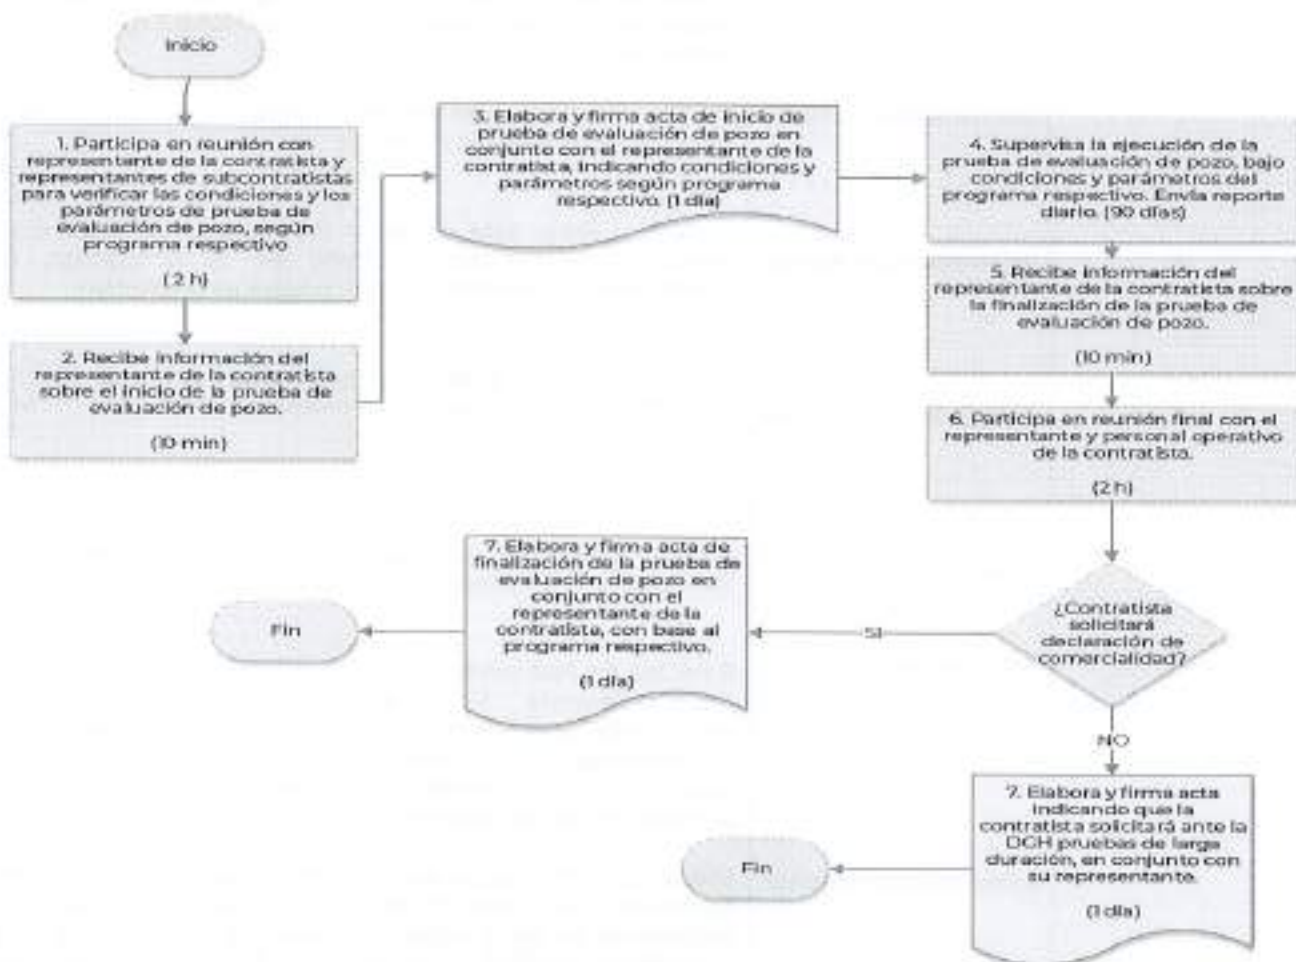 Inicio
1. Participa en reunión con
representante de la contratista y
representantes de subcontratistas
para verificar las condiciones y los
parámetros de prueba de
evaluación de pozo, según
programa respectivo
(2 h)
2. Recibe información del
representante de la contratista
sobre el inicio de la prueba de
evaluación de pozo.
(10 min)
3. Elabora y firma acta de inicio de
prueba de evaluación de pozo en
conjunto con el representante de la
contratista, indicando condiciones y
parámetros según programa
respectivo. (1 día)
4. Supervisa la ejecución de la
prueba de evaluación de pozo, bajo
condiciones y parámetros del
programa respectivo. Envía reporte
diario. (90 días)
5. Recibe información del
representante de la contratista sobre
la finalización de la prueba de
evaluación de pozo.
(10 min)
6. Participa en reunión final con el
representante y personal operativo
de la contratista.
(2 h)
¿Contratista
solicitará
declaración de
comercialidad?
SI
7. Elabora y firma acta de
finalización de la prueba de
evaluación de pozo en
conjunto con el
representante de la
contratista, con base al
programa respectivo.
(1 día)
Fin
NO
7. Elabora y firma acta
indicando que la
contratista solicitará ante la
DGH pruebas de larga
duración, en conjunto con
su representante.
(1 día)
Fin